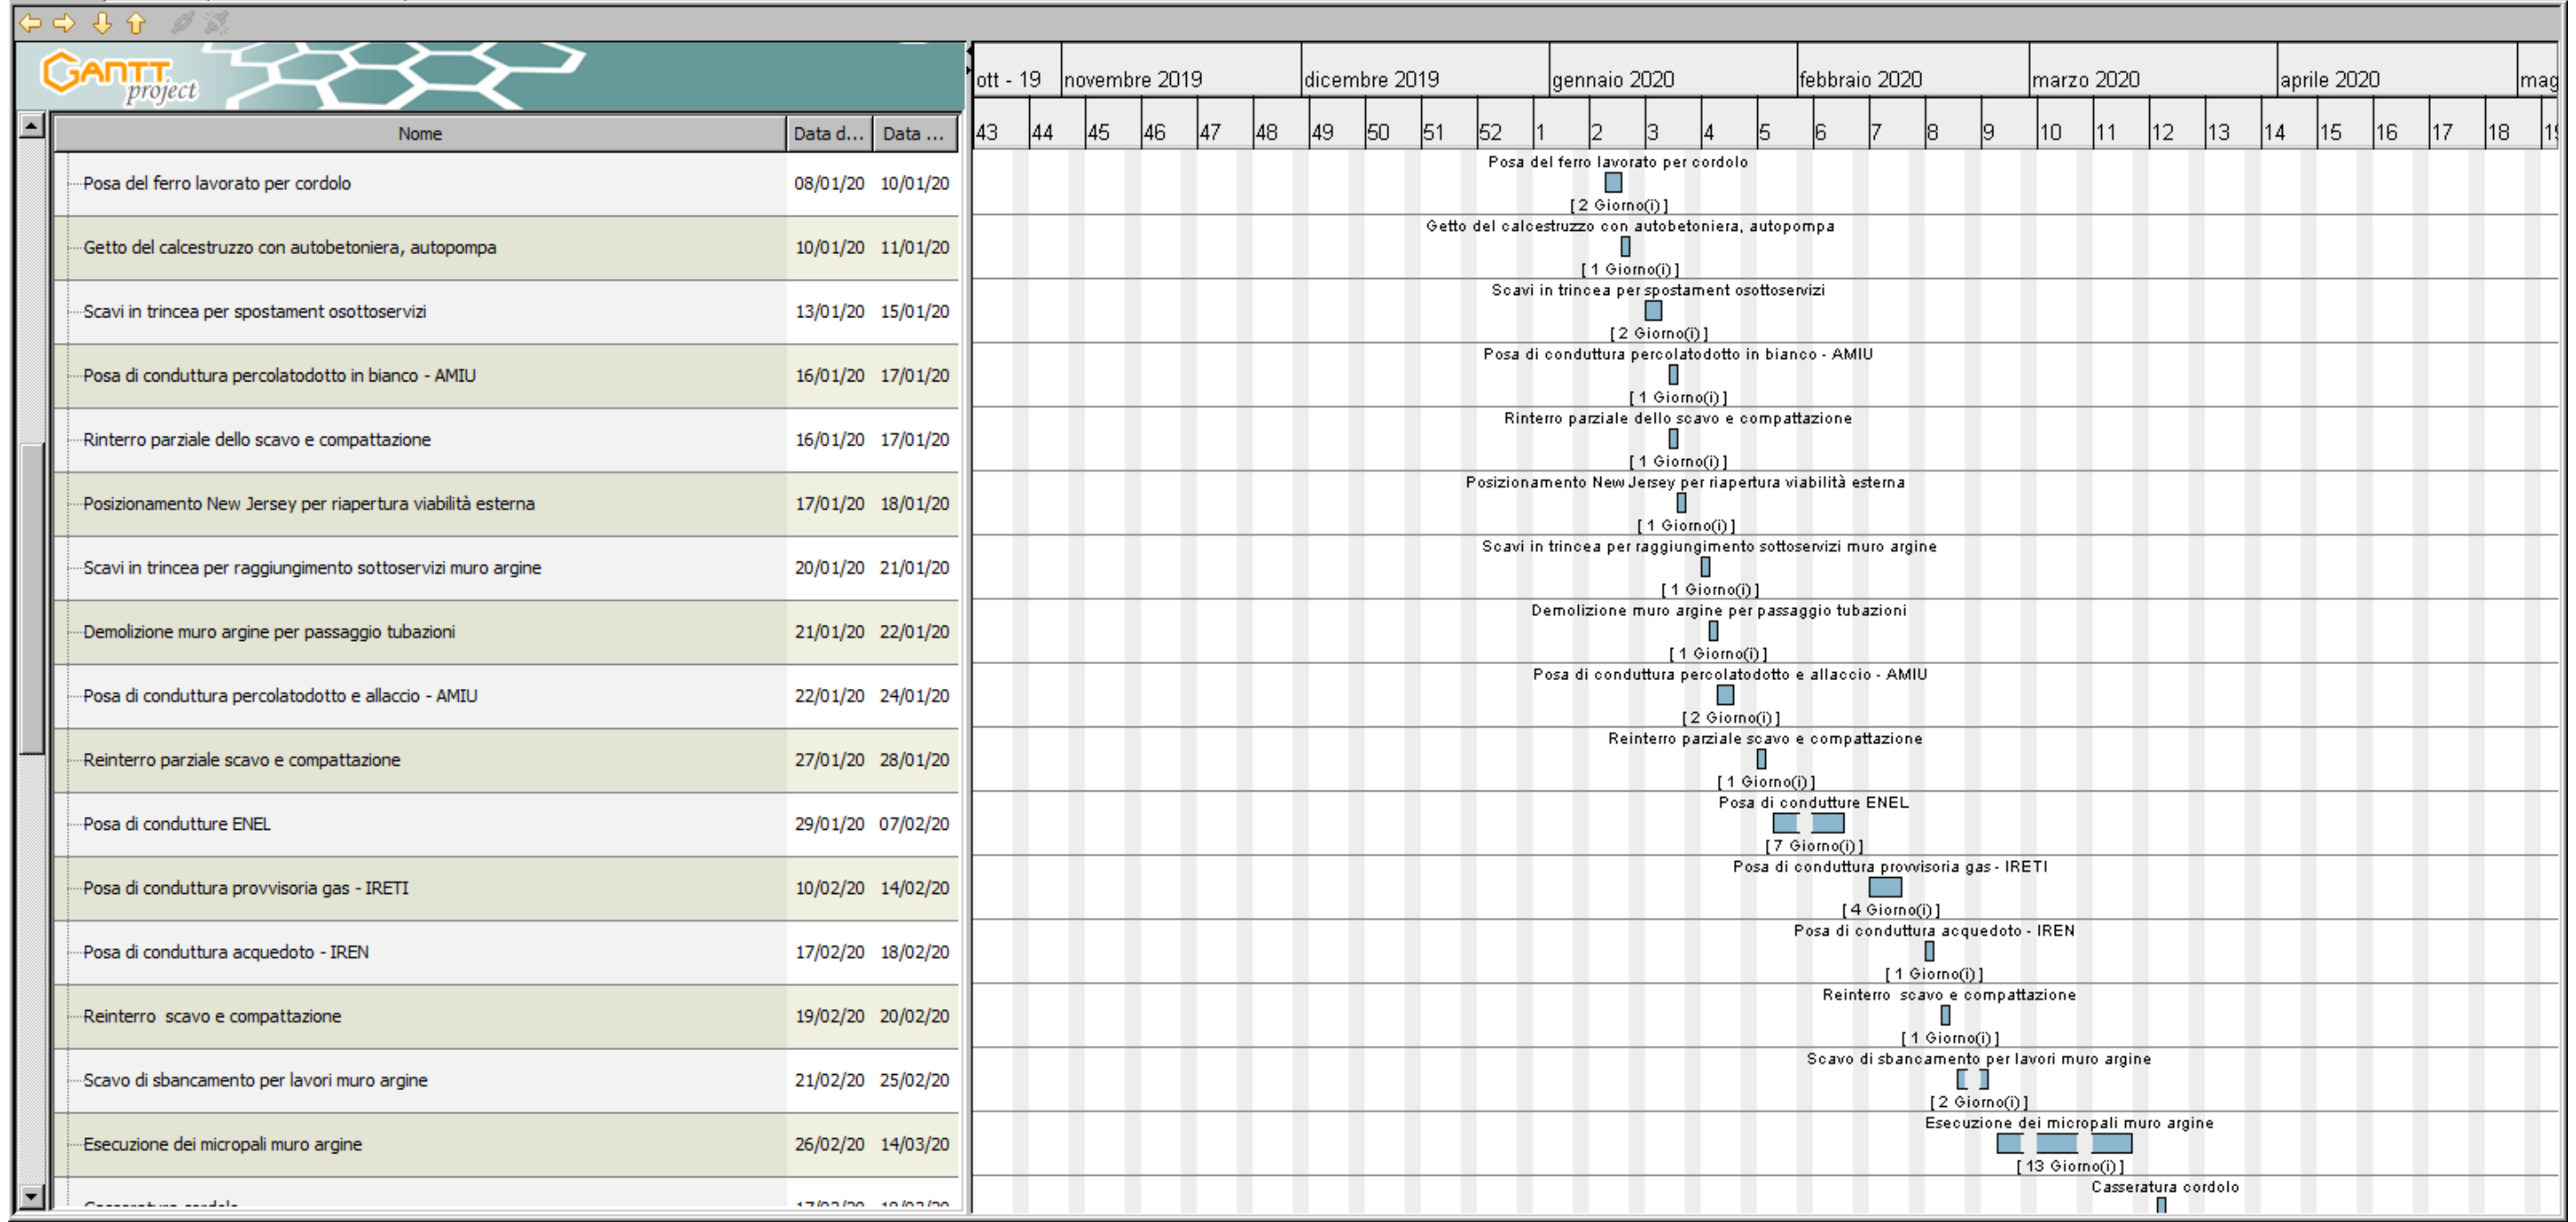 GANTT
project
ott - 19 novembre 2019 dicembre 2019 gennaio 2020 febbraio 2020 marzo 2020 aprile 2020 mag
Nome Data d... Data ...
43 44 45 46 47 48 49 50 51 52 1 2 3 4 5 6 7 8 9 10 11 12 13 14 15 16 17 18
Posa del ferro lavorato per cordolo
Posa del ferro lavorato per cordolo 08/01/20 10/01/20
[ 2 Giorno(i) ]
Getto del calcestruzzo con autobetoniera, autopompa
Getto del calcestruzzo con autobetoniera, autopompa 10/01/20 11/01/20
[ 1 Giorno(i) ]
Scavi in trincea per spostament osottoservizi
Scavi in trincea per spostament osottoservizi 13/01/20 15/01/20
[ 2 Giorno(i) ]
Posa di conduttura percolatodotto in bianco - AMIU
Posa di conduttura percolatodotto in bianco - AMIU 16/01/20 17/01/20
[ 1 Giorno(i) ]
Rinterro parziale dello scavo e compattazione
Rinterro parziale dello scavo e compattazione 16/01/20 17/01/20
[ 1 Giorno(i) ]
Posizionamento New Jersey per riapertura viabilità esterna
Posizionamento New Jersey per riapertura viabilità esterna 17/01/20 18/01/20
[ 1 Giorno(i) ]
Scavi in trincea per raggiungimento sottoservizi muro argine
Scavi in trincea per raggiungimento sottoservizi muro argine 20/01/20 21/01/20
[ 1 Giorno(i) ]
Demolizione muro argine per passaggio tubazioni
Demolizione muro argine per passaggio tubazioni 21/01/20 22/01/20
[ 1 Giorno(i) ]
Posa di conduttura percolatodotto e allaccio - AMIU
Posa di conduttura percolatodotto e allaccio - AMIU 22/01/20 24/01/20
[ 2 Giorno(i) ]
Reinterro parziale scavo e compattazione
Reinterro parziale scavo e compattazione 27/01/20 28/01/20
[ 1 Giorno(i) ]
Posa di condutture ENEL
Posa di condutture ENEL 29/01/20 07/02/20
[ 7 Giorno(i) ]
Posa di conduttura provvisoria gas - IRETI
Posa di conduttura provvisoria gas - IRETI 10/02/20 14/02/20
[ 4 Giorno(i) ]
Posa di conduttura acquedoto - IREN
Posa di conduttura acquedoto - IREN 17/02/20 18/02/20
[ 1 Giorno(i) ]
Reinterro scavo e compattazione
Reinterro scavo e compattazione 19/02/20 20/02/20
[ 1 Giorno(i) ]
Scavo di sbancamento per lavori muro argine
Scavo di sbancamento per lavori muro argine 21/02/20 25/02/20
[ 2 Giorno(i) ]
Esecuzione dei micropali muro argine
Esecuzione dei micropali muro argine 26/02/20 14/03/20
[ 13 Giorno(i) ]
Casseratura cordolo